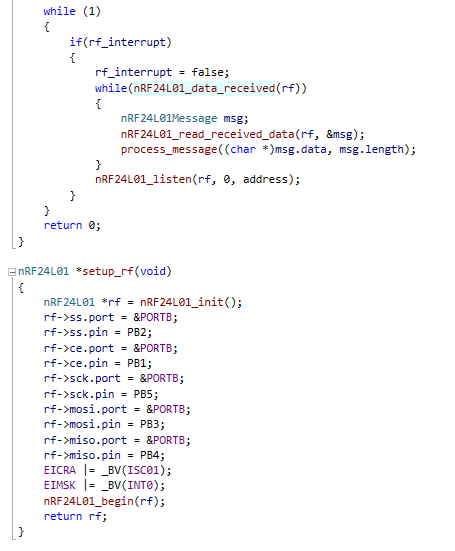 while (1)
{
if(rf_interrupt)
{
rf_interrupt = false;
while(nRF24L01_data_received(rf))
{
nRF24L01Message msg;
nRF24L01_read_received_data(rf, &msg);
process_message((char *)msg.data, msg.length);
}
nRF24L01_listen(rf, 0, address);
}
}
return 0;
}
nRF24L01 *setup_rf(void)
{
nRF24L01 *rf = nRF24L01_init();
rf->ss.port = &PORTB;
rf->ss.pin = PB2;
rf->ce.port = &PORTB;
rf->ce.pin = PB1;
rf->sck.port = &PORTB;
rf->sck.pin = PB5;
rf->mosi.port = &PORTB;
rf->mosi.pin = PB3;
rf->miso.port = &PORTB;
rf->miso.pin = PB4;
EICRA |= _BV(ISC01);
EIMSK |= _BV(INT0);
nRF24L01_begin(rf);
return rf;
}